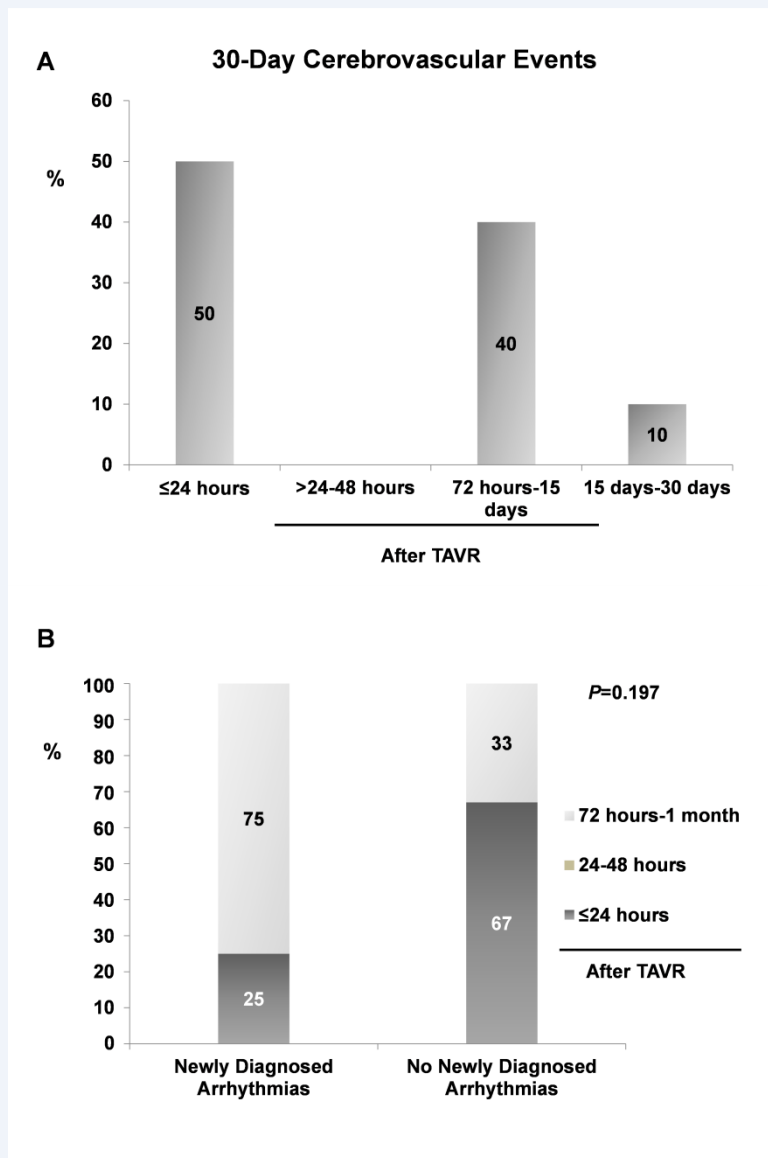 A
30-Day Cerebrovascular Events
60
50
%
40
30
20
10
0
50
40
10
≤24 hours
>24-48 hours
72 hours-15
days
15 days-30 days
After TAVR
B
100
90
%
80
70
60
50
40
30
20
10
0
75
25
33
67
P=0.197
72 hours-1 month
24-48 hours
≤24 hours
After TAVR
Newly Diagnosed
Arrhythmias
No Newly Diagnosed
Arrhythmias